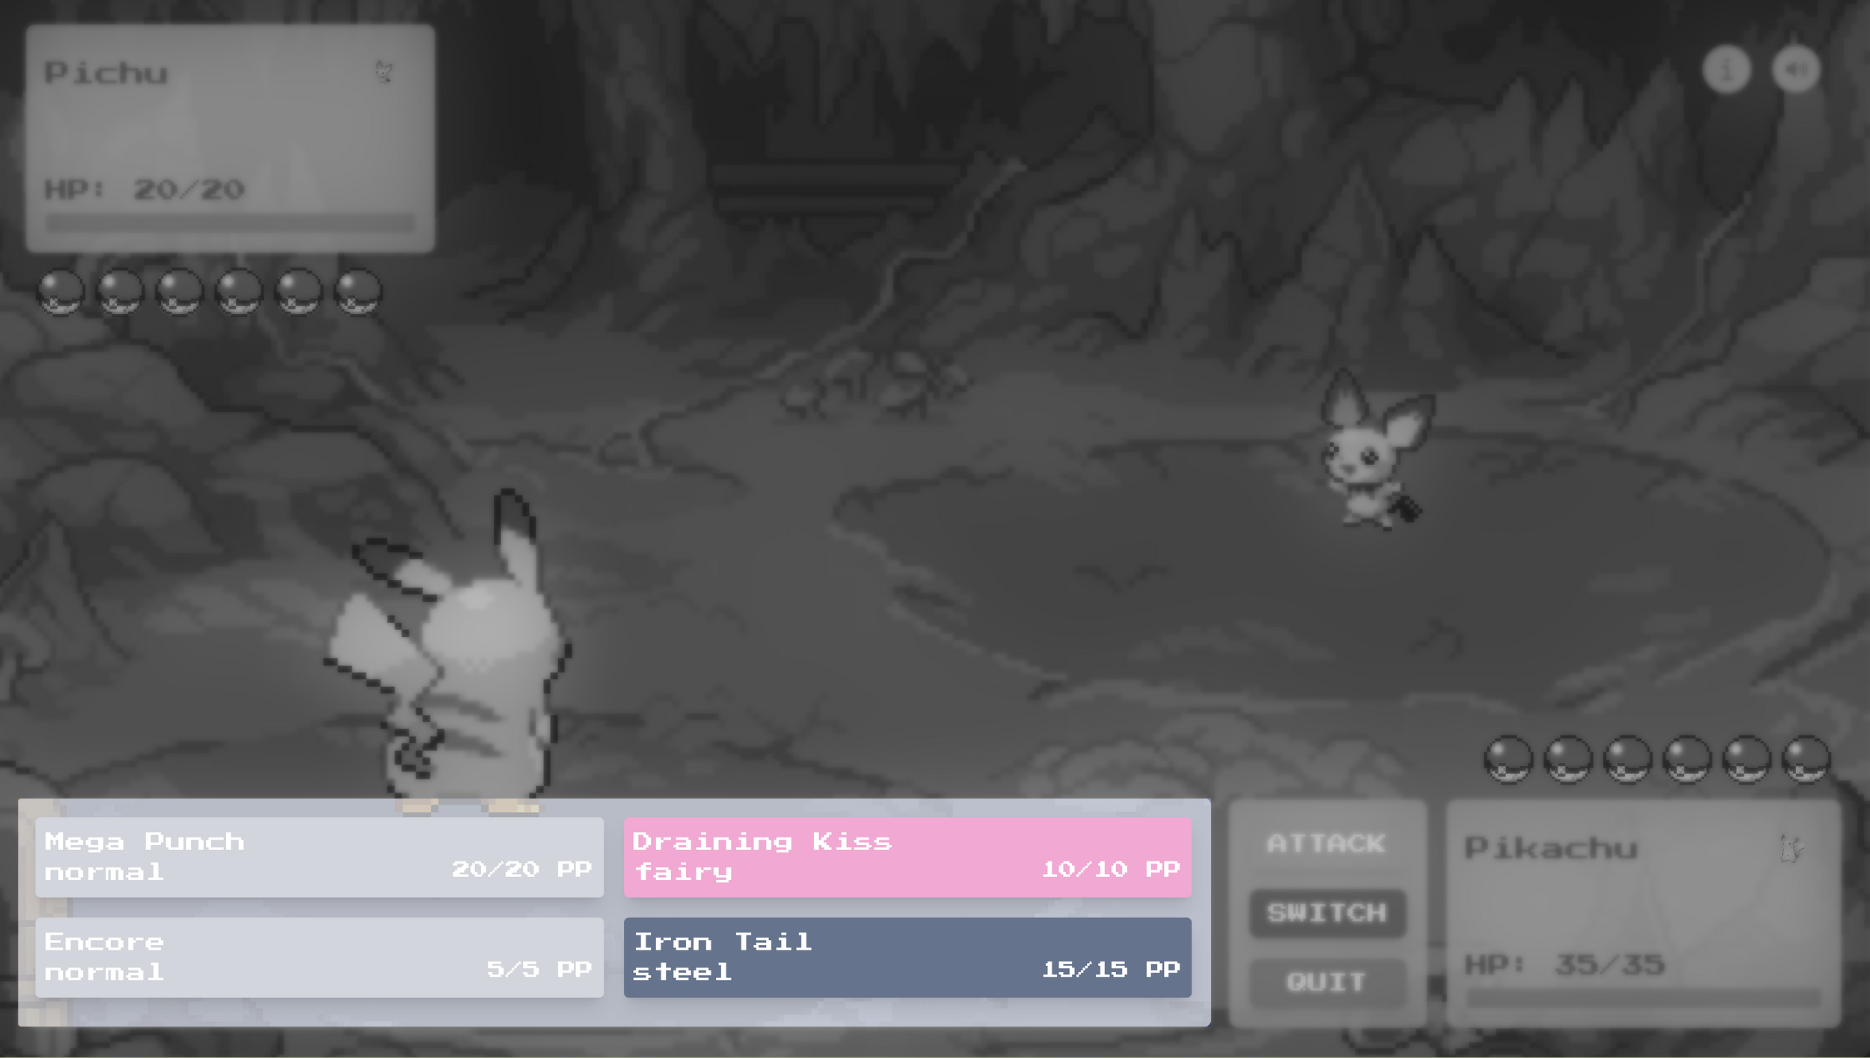 Pichu
HP: 20/20
i
Mega Punch
normal 20/20 PP
Draining Kiss
fairy 10/10 PP
Encore
normal 5/5 PP
Iron Tail
steel 15/15 PP
ATTACK
SWITCH
QUIT
Pikachu
HP: 35/35